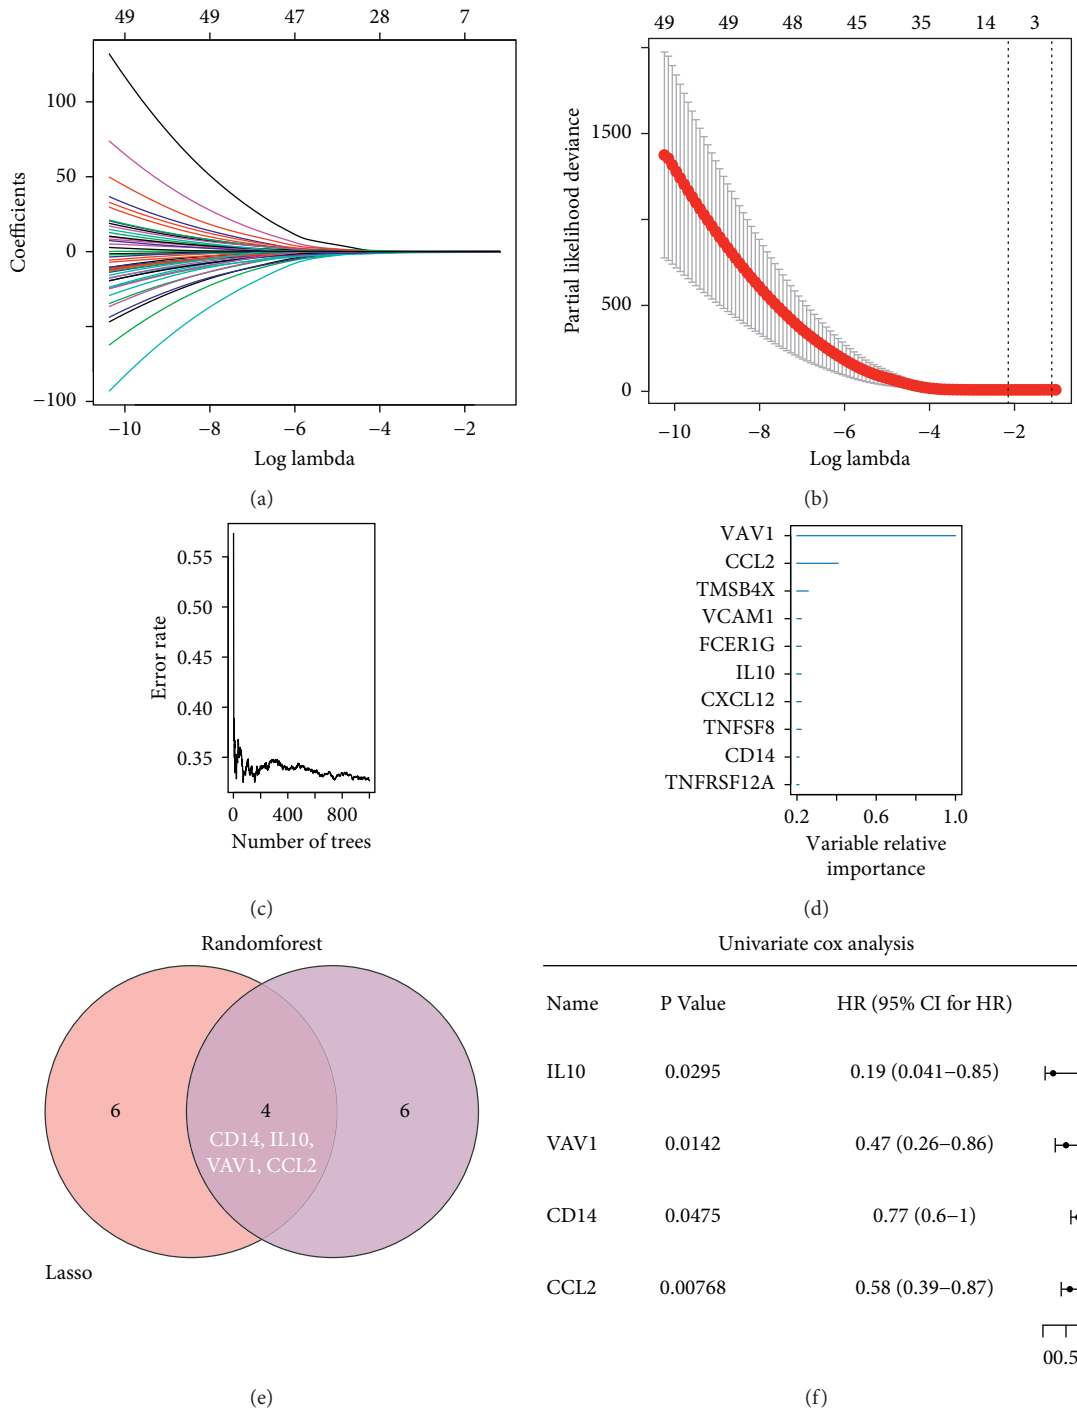 49 49 47 28 7
Coefficients
100
50
0
−100
−10 −8 −6 −4 −2
Log lambda
(a)
49 49 48 45 35 14 3
Partial likelihood deviance
1500
500
0
−10 −8 −6 −4 −2
Log lambda
(b)
Error rate
0.55
0.50
0.45
0.40
0.35
0 400 800
Number of trees
(c)
VAV1
CCL2
TMSB4X
VCAM1
FCER1G
IL10
CXCL12
TNFSF8
CD14
TNFRSF12A
0.2 0.6 1.0
Variable relative
importance
(d)
Randomforest
6 4 6
CD14, IL10,
VAV1, CCL2
Lasso
(e)
Univariate cox analysis
Name P Value HR (95% CI for HR)
IL10 0.0295 0.19 (0.041−0.85)
VAV1 0.0142 0.47 (0.26−0.86)
CD14 0.0475 0.77 (0.6−1)
CCL2 0.00768 0.58 (0.39−0.87)
00.5
(f)